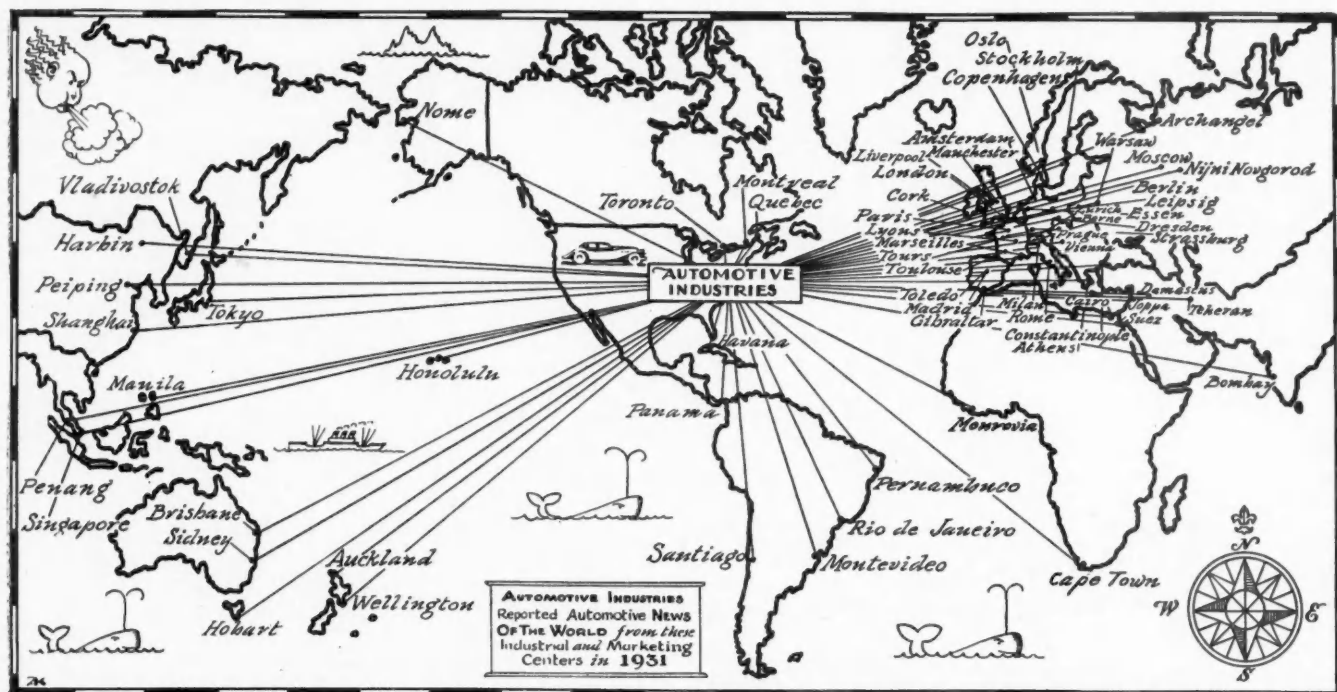 Oslo
Stockholm
Copenhagen
Nome
Archangel
Amsterdam
Manchester
Warsaw
Liverpool
London
Moscow
Nijni Novgorod
Vladivostok
Montreal
Quebec
Toronto
Cork
Berlin
Leipsig
Paris
Zurich
Essen
Berne
Lyons
Dresden
Harbin
Marseilles
Prague
Strassburg
Vienna
Tours
Toulouse
AUTOMOTIVE
INDUSTRIES
Peiping
Toledo
Damascus
Madrid
Milan
Cairo
Joppa
Teheran
Shanghai
Tokyo
Gibraltar
Rome
Suez
Constantinople
Athens
Havana
Manila
Honolulu
Bombay
Panama
Monrovia
Penang
Singapore
Pernambuco
Brisbane
Sidney
Rio de Janeiro
Auckland
Santiago
Montevideo
Wellington
Hobart
Cape Town
N
W
E
S
AUTOMOTIVE INDUSTRIES
Reported Automotive NEWS
OF THE WORLD from these
Industrial and Marketing
Centers in 1931